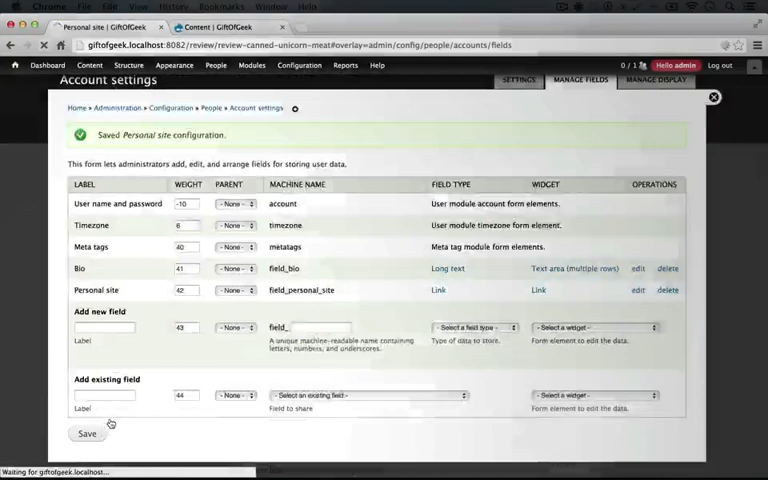 Chrome File Edit View History Bookmarks Window Help
Personal site | GiftOfGeek
Content | GiftOfGeek
giftofgeek.localhost:8082/review/review-canned-unicorn-meat#overlay=admin/config/people/accounts/fields
Dashboard Content Structure Appearance People Modules Configuration Reports Help 0 / 1 Hello admin Log out
Account settings SETTINGS MANAGE FIELDS MANAGE DISPLAY
Home » Administration » Configuration » People » Account settings
Saved Personal site configuration.
This form lets administrators add, edit, and arrange fields for storing user data.
LABEL WEIGHT PARENT MACHINE NAME FIELD TYPE WIDGET OPERATIONS
User name and password -10 - None - account User module account form elements.
Timezone 6 - None - timezone User module timezone form element.
Meta tags 40 - None - metatags Meta tag module form elements.
Bio 41 - None - field_bio Long text Text area (multiple rows) edit delete
Personal site 42 - None - field_personal_site Link Link edit delete
Add new field
43 - None - field_ - Select a field type - - Select a widget -
Label A unique machine-readable name containing letters, numbers, and underscores. Type of data to store. Form element to edit the data.
Add existing field
44 - None - - Select an existing field - - Select a widget -
Label Field to share Form element to edit the data.
Save
Waiting for giftofgeek.localhost...